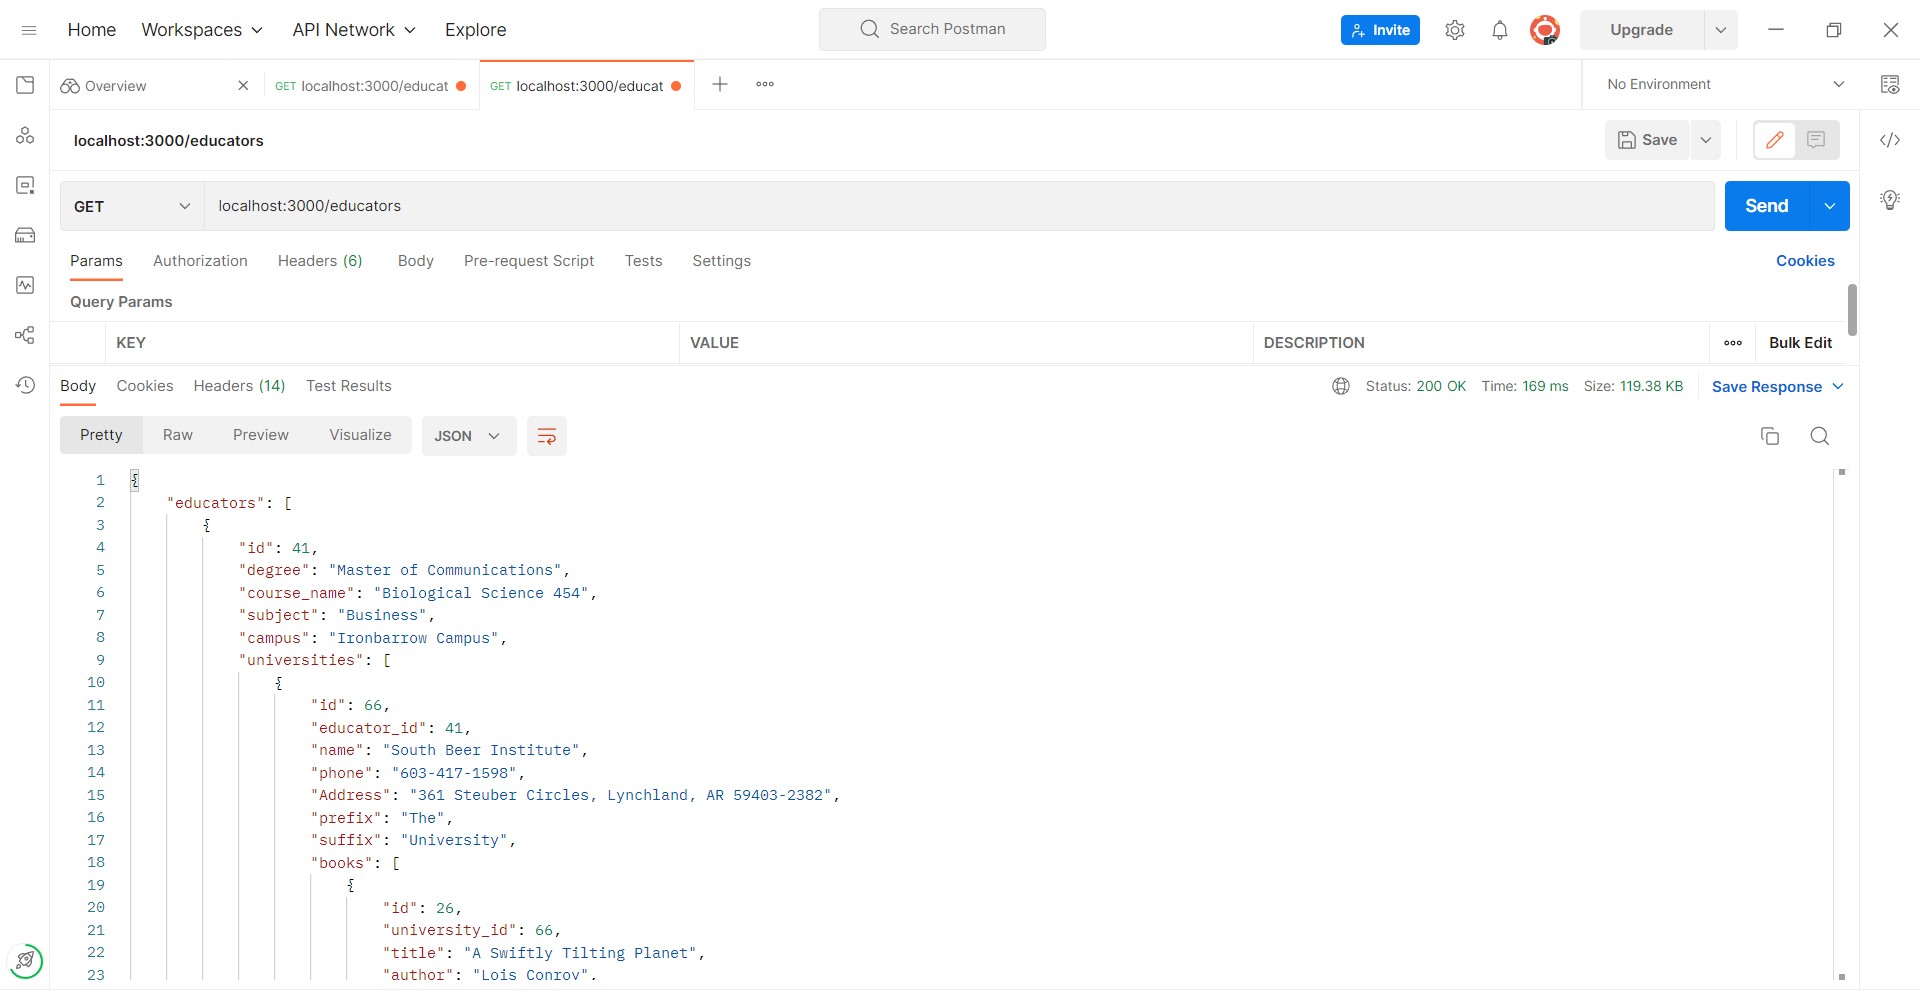 Home Workspaces API Network Explore Search Postman Invite Upgrade
Overview GET localhost:3000/educat GET localhost:3000/educat No Environment
localhost:3000/educators Save
GET localhost:3000/educators Send
Params Authorization Headers (6) Body Pre-request Script Tests Settings Cookies
Query Params
KEY VALUE DESCRIPTION Bulk Edit
Body Cookies Headers (14) Test Results Status: 200 OK Time: 169 ms Size: 119.38 KB Save Response
Pretty Raw Preview Visualize JSON
1 {
2 "educators": [
3 {
4 "id": 41,
5 "degree": "Master of Communications",
6 "course_name": "Biological Science 454",
7 "subject": "Business",
8 "campus": "Ironbarrow Campus",
9 "universities": [
10 {
11 "id": 66,
12 "educator_id": 41,
13 "name": "South Beer Institute",
14 "phone": "603-417-1598",
15 "Address": "361 Steuber Circles, Lynchland, AR 59403-2382",
16 "prefix": "The",
17 "suffix": "University",
18 "books": [
19 {
20 "id": 26,
21 "university_id": 66,
22 "title": "A Swiftly Tilting Planet",
23 "author": "Lois Conroy",